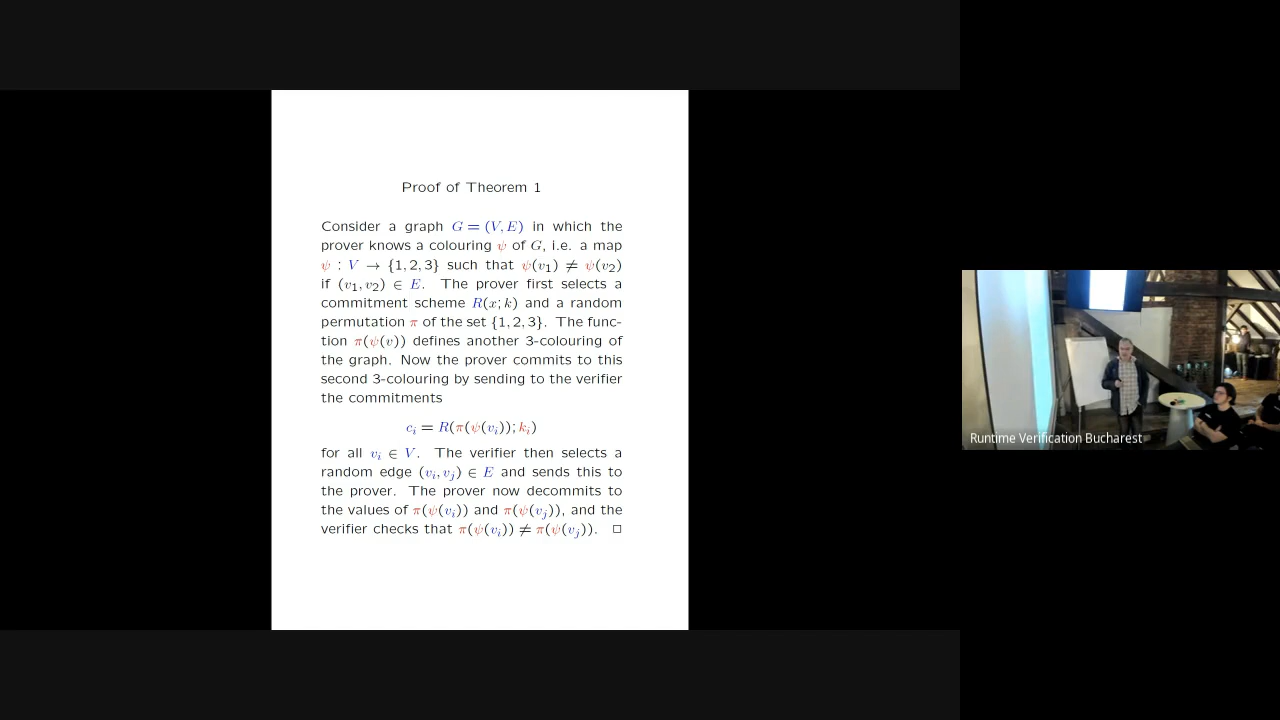 Proof of Theorem 1
Consider a graph G = (V, E) in which the
prover knows a colouring ψ of G, i.e. a map
ψ : V → {1, 2, 3} such that ψ(v₁) ≠ ψ(v₂)
if (v₁, v₂) ∈ E. The prover first selects a
commitment scheme R(x; k) and a random
permutation π of the set {1, 2, 3}. The func-
tion π(ψ(v)) defines another 3-colouring of
the graph. Now the prover commits to this
second 3-colouring by sending to the verifier
the commitments
cᵢ = R(π(ψ(vᵢ)); kᵢ)
for all vᵢ ∈ V. The verifier then selects a
random edge (vᵢ, vⱼ) ∈ E and sends this to
the prover. The prover now decommits to
the values of π(ψ(vᵢ)) and π(ψ(vⱼ)), and the
verifier checks that π(ψ(vᵢ)) ≠ π(ψ(vⱼ)). □
Runtime Verification Bucharest